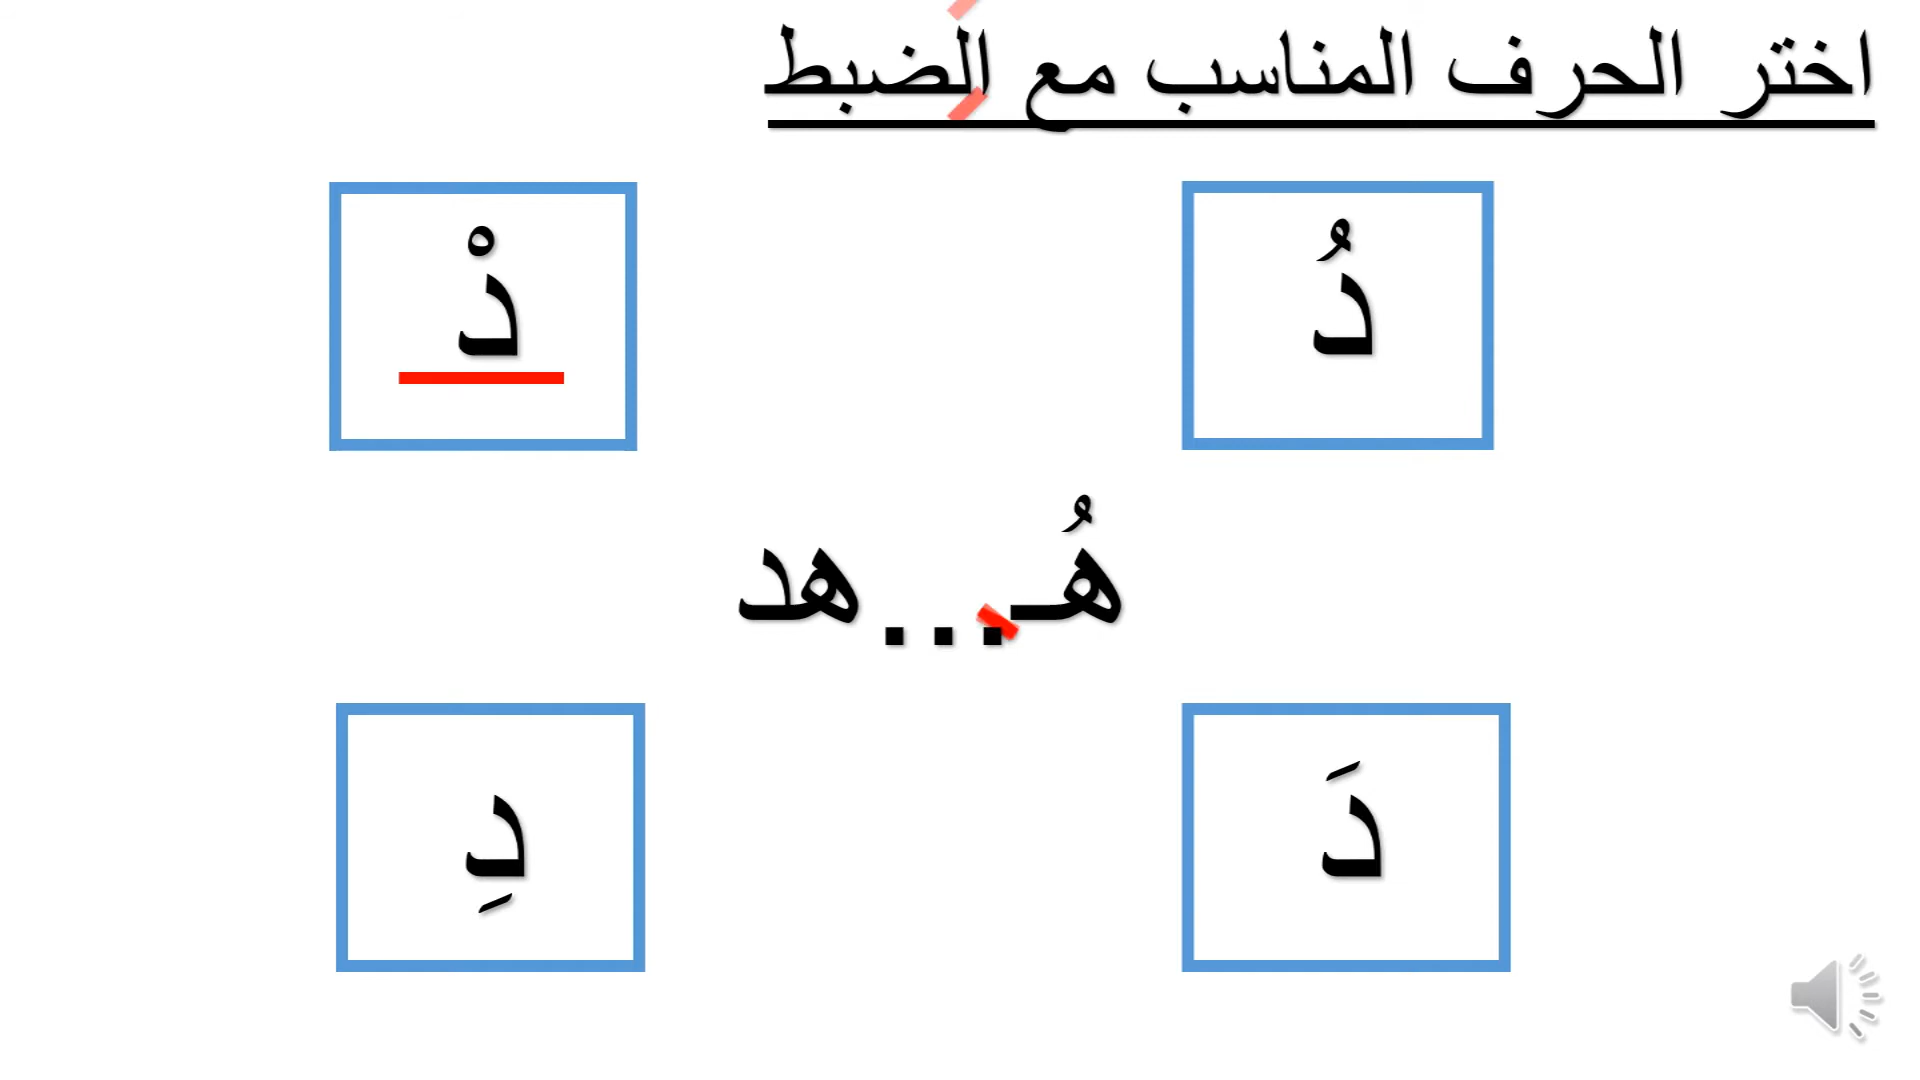 اختر الحرف المناسب مع الضبط
دُ
دْ
هُـ...هد
دَ
دِ